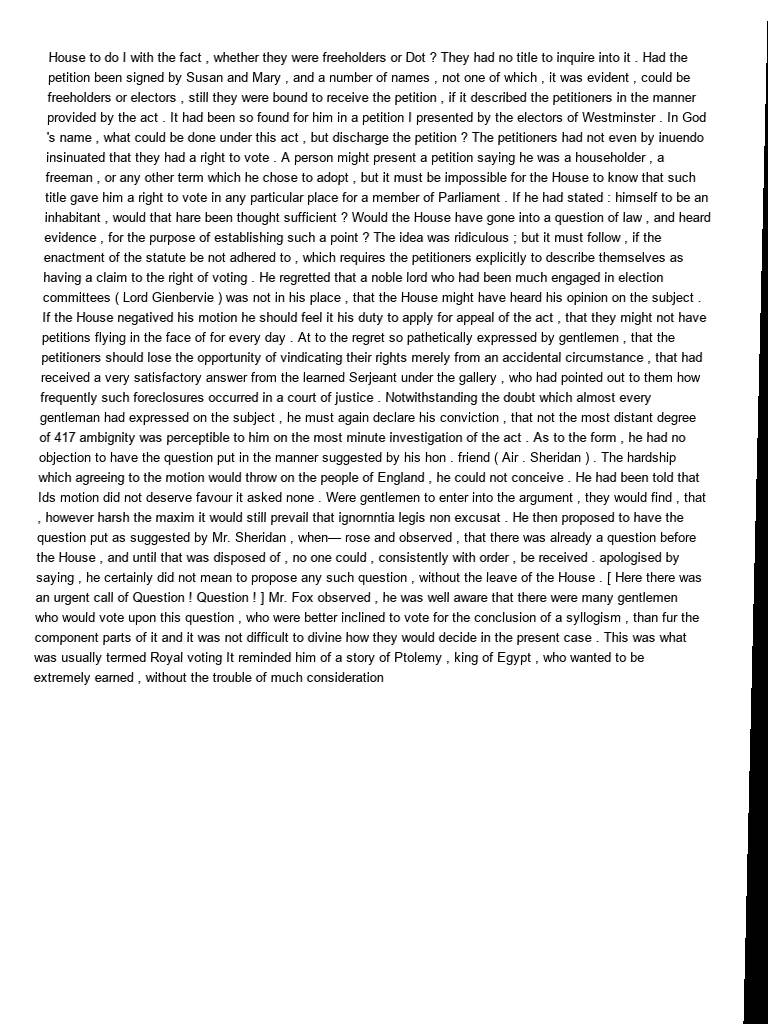 House to do I with the fact , whether they were freeholders or Dot ? They had no title to inquire into it . Had the
petition been signed by Susan and Mary , and a number of names , not one of which , it was evident , could be
freeholders or electors , still they were bound to receive the petition , if it described the petitioners in the manner
provided by the act . It had been so found for him in a petition I presented by the electors of Westminster . In God
's name , what could be done under this act , but discharge the petition ? The petitioners had not even by inuendo
insinuated that they had a right to vote . A person might present a petition saying he was a householder , a
freeman , or any other term which he chose to adopt , but it must be impossible for the House to know that such
title gave him a right to vote in any particular place for a member of Parliament . If he had stated : himself to be an
inhabitant , would that hare been thought sufficient ? Would the House have gone into a question of law , and heard
evidence , for the purpose of establishing such a point ? The idea was ridiculous ; but it must follow , if the
enactment of the statute be not adhered to , which requires the petitioners explicitly to describe themselves as
having a claim to the right of voting . He regretted that a noble lord who had been much engaged in election
committees ( Lord Gienbervie ) was not in his place , that the House might have heard his opinion on the subject .
If the House negatived his motion he should feel it his duty to apply for appeal of the act , that they might not have
petitions flying in the face of for every day . At to the regret so pathetically expressed by gentlemen , that the
petitioners should lose the opportunity of vindicating their rights merely from an accidental circumstance , that had
received a very satisfactory answer from the learned Serjeant under the gallery , who had pointed out to them how
frequently such foreclosures occurred in a court of justice . Notwithstanding the doubt which almost every
gentleman had expressed on the subject , he must again declare his conviction , that not the most distant degree
of 417 ambignity was perceptible to him on the most minute investigation of the act . As to the form , he had no
objection to have the question put in the manner suggested by his hon . friend ( Air . Sheridan ) . The hardship
which agreeing to the motion would throw on the people of England , he could not conceive . He had been told that
Ids motion did not deserve favour it asked none . Were gentlemen to enter into the argument , they would find , that
, however harsh the maxim it would still prevail that ignornntia legis non excusat . He then proposed to have the
question put as suggested by Mr. Sheridan , when— rose and observed , that there was already a question before
the House , and until that was disposed of , no one could , consistently with order , be received . apologised by
saying , he certainly did not mean to propose any such question , without the leave of the House . [ Here there was
an urgent call of Question ! Question ! ] Mr. Fox observed , he was well aware that there were many gentlemen
who would vote upon this question , who were better inclined to vote for the conclusion of a syllogism , than fur the
component parts of it and it was not difficult to divine how they would decide in the present case . This was what
was usually termed Royal voting It reminded him of a story of Ptolemy , king of Egypt , who wanted to be
extremely earned , without the trouble of much consideration